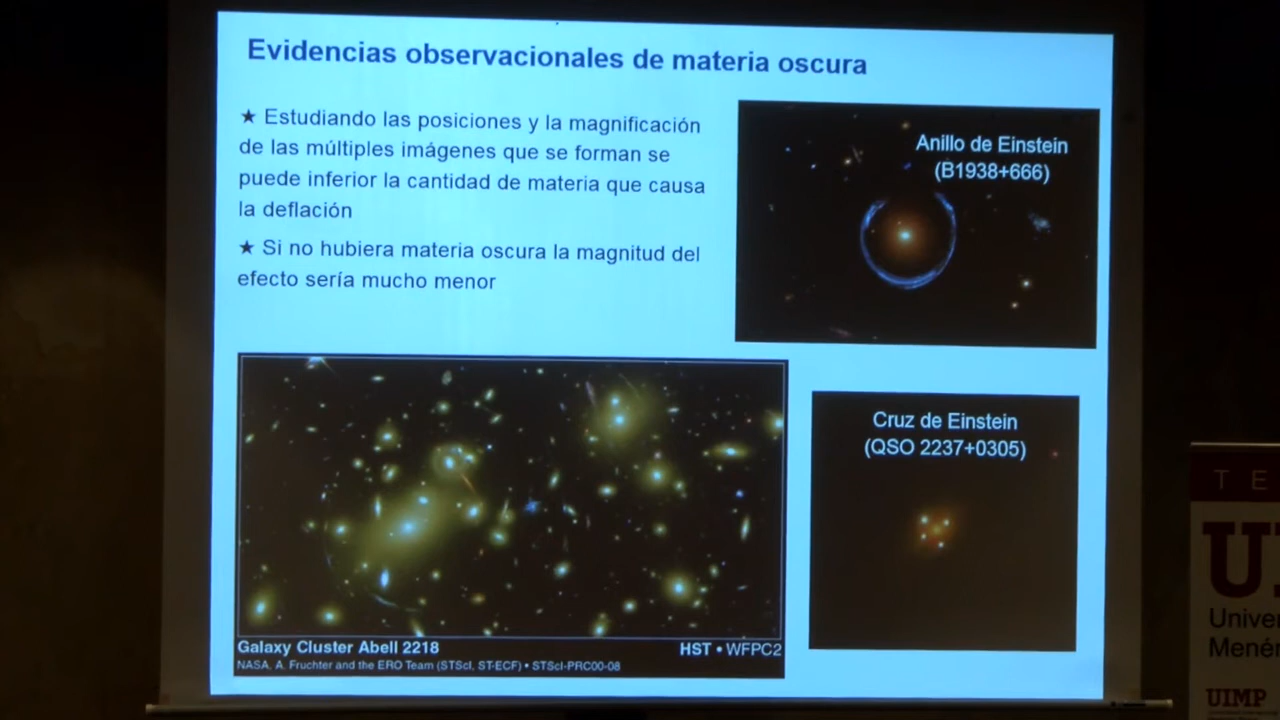 Evidencias observacionales de materia oscura
★ Estudiando las posiciones y la magnificación
de las múltiples imágenes que se forman se
puede inferior la cantidad de materia que causa
la deflación
★ Si no hubiera materia oscura la magnitud del
efecto sería mucho menor
Anillo de Einstein
(B1938+666)
Cruz de Einstein
(QSO 2237+0305)
Galaxy Cluster Abell 2218
HST • WFPC2
NASA, A. Fruchter and the ERO Team (STScI, ST-ECF) • STScI-PRC00-08
T E
U
Univer
Menén
UIMP